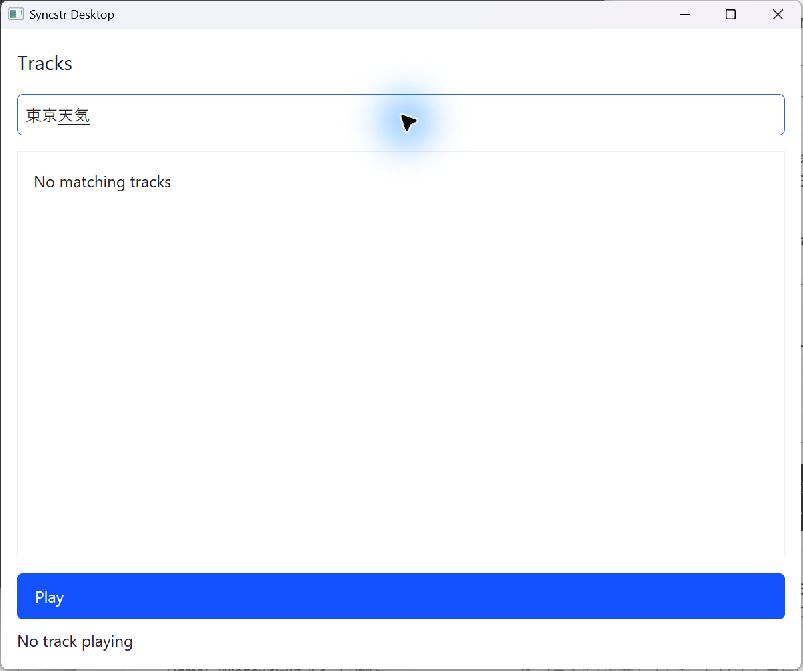 Syncstr Desktop
Tracks
東京天気
No matching tracks
Play
No track playing